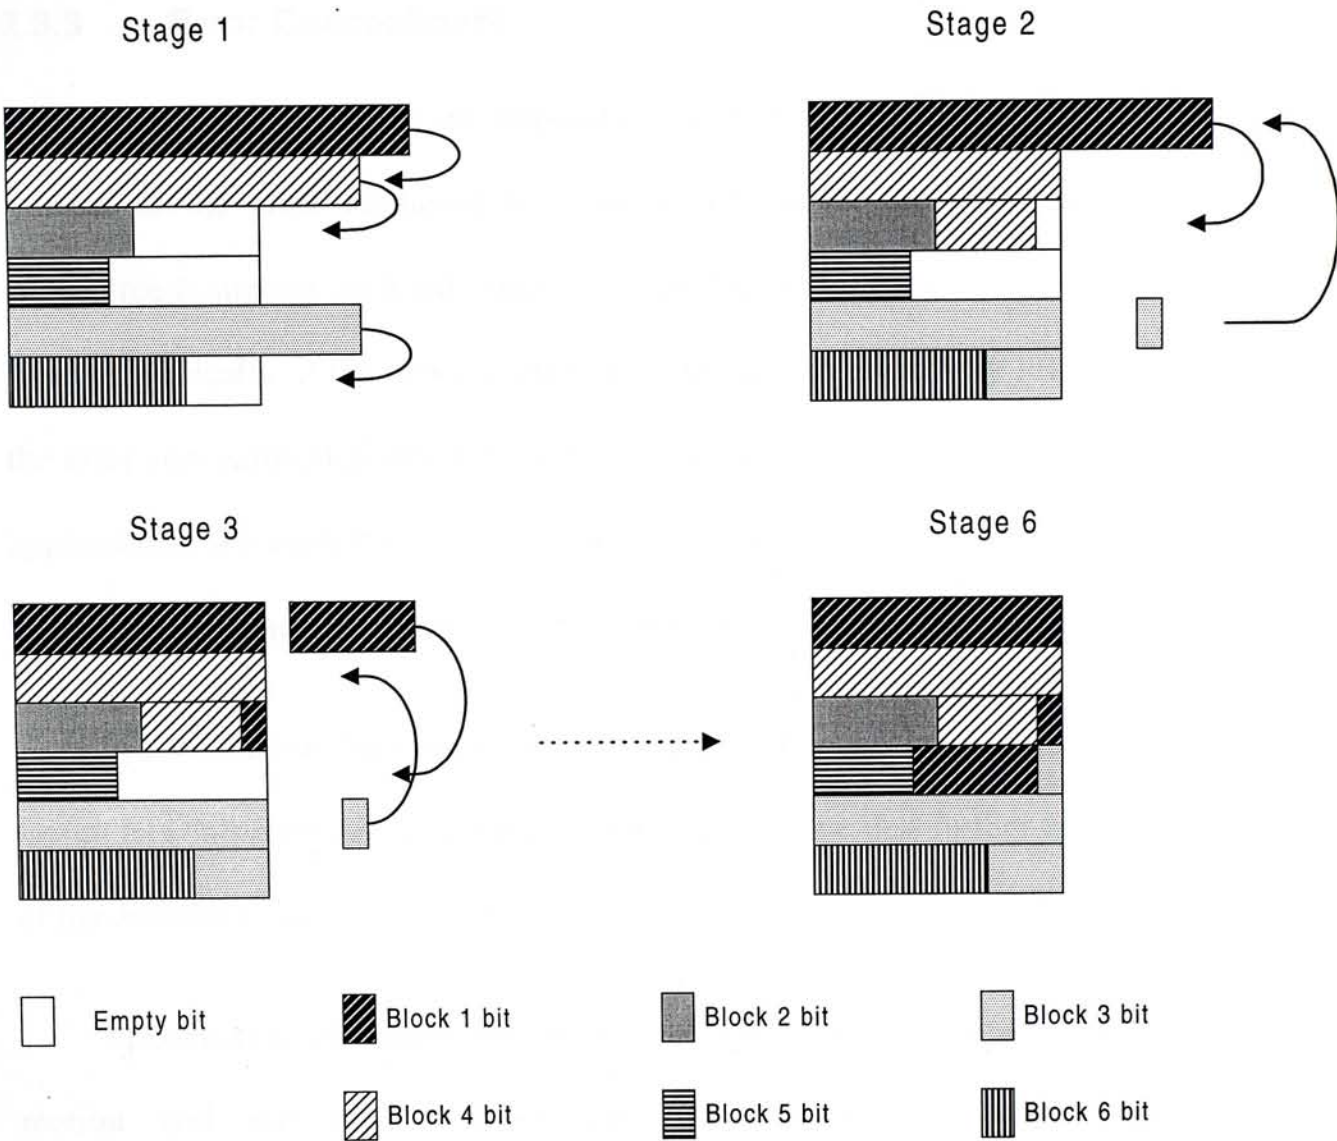 Stage 1
Stage 2
Stage 3
Stage 6
Empty bit
Block 1 bit
Block 2 bit
Block 3 bit
Block 4 bit
Block 5 bit
Block 6 bit